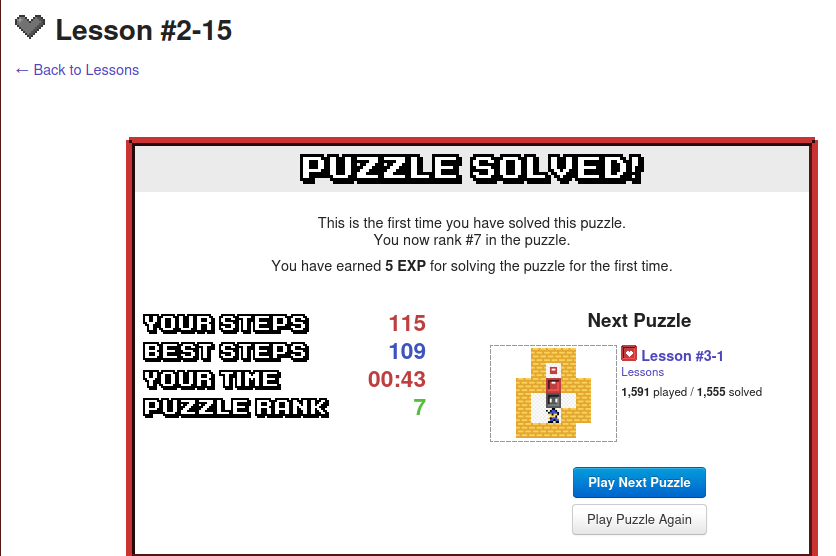 Lesson #2-15
← Back to Lessons
PUZZLE SOLVED!
This is the first time you have solved this puzzle.
You now rank #7 in the puzzle.
You have earned 5 EXP for solving the puzzle for the first time.
YOUR STEPS 115
BEST STEPS 109
YOUR TIME 00:43
PUZZLE RANK 7
Next Puzzle
Lesson #3-1
Lessons
1,591 played / 1,555 solved
Play Next Puzzle
Play Puzzle Again